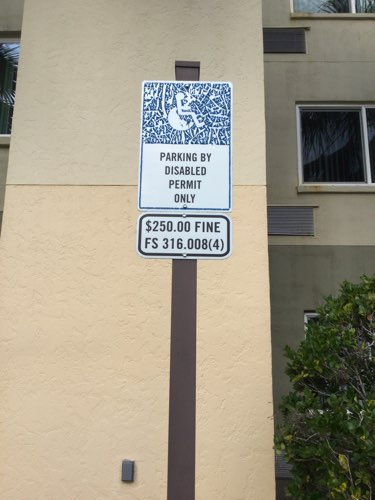 PARKING BY
DISABLED
PERMIT
ONLY
$250.00 FINE
FS 316.008(4)